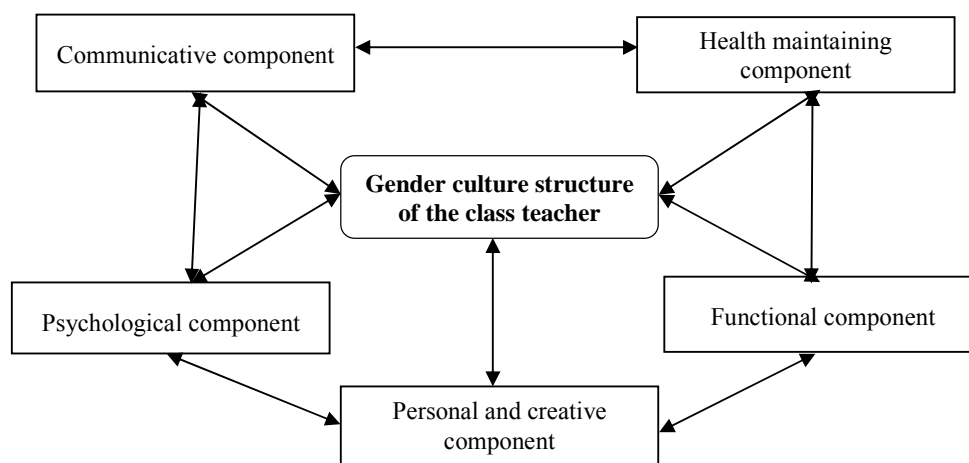 Communicative component
Health maintaining
component
Gender culture structure
of the class teacher
Psychological component
Functional component
Personal and creative
component